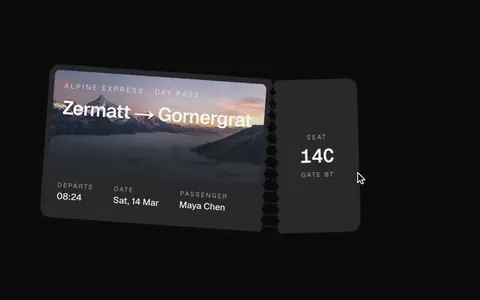 ALPINE EXPRESS · DAY PASS
Zermatt → Gornergrat
DEPARTS
08:24
DATE
Sat, 14 Mar
PASSENGER
Maya Chen
SEAT
14C
GATE BT